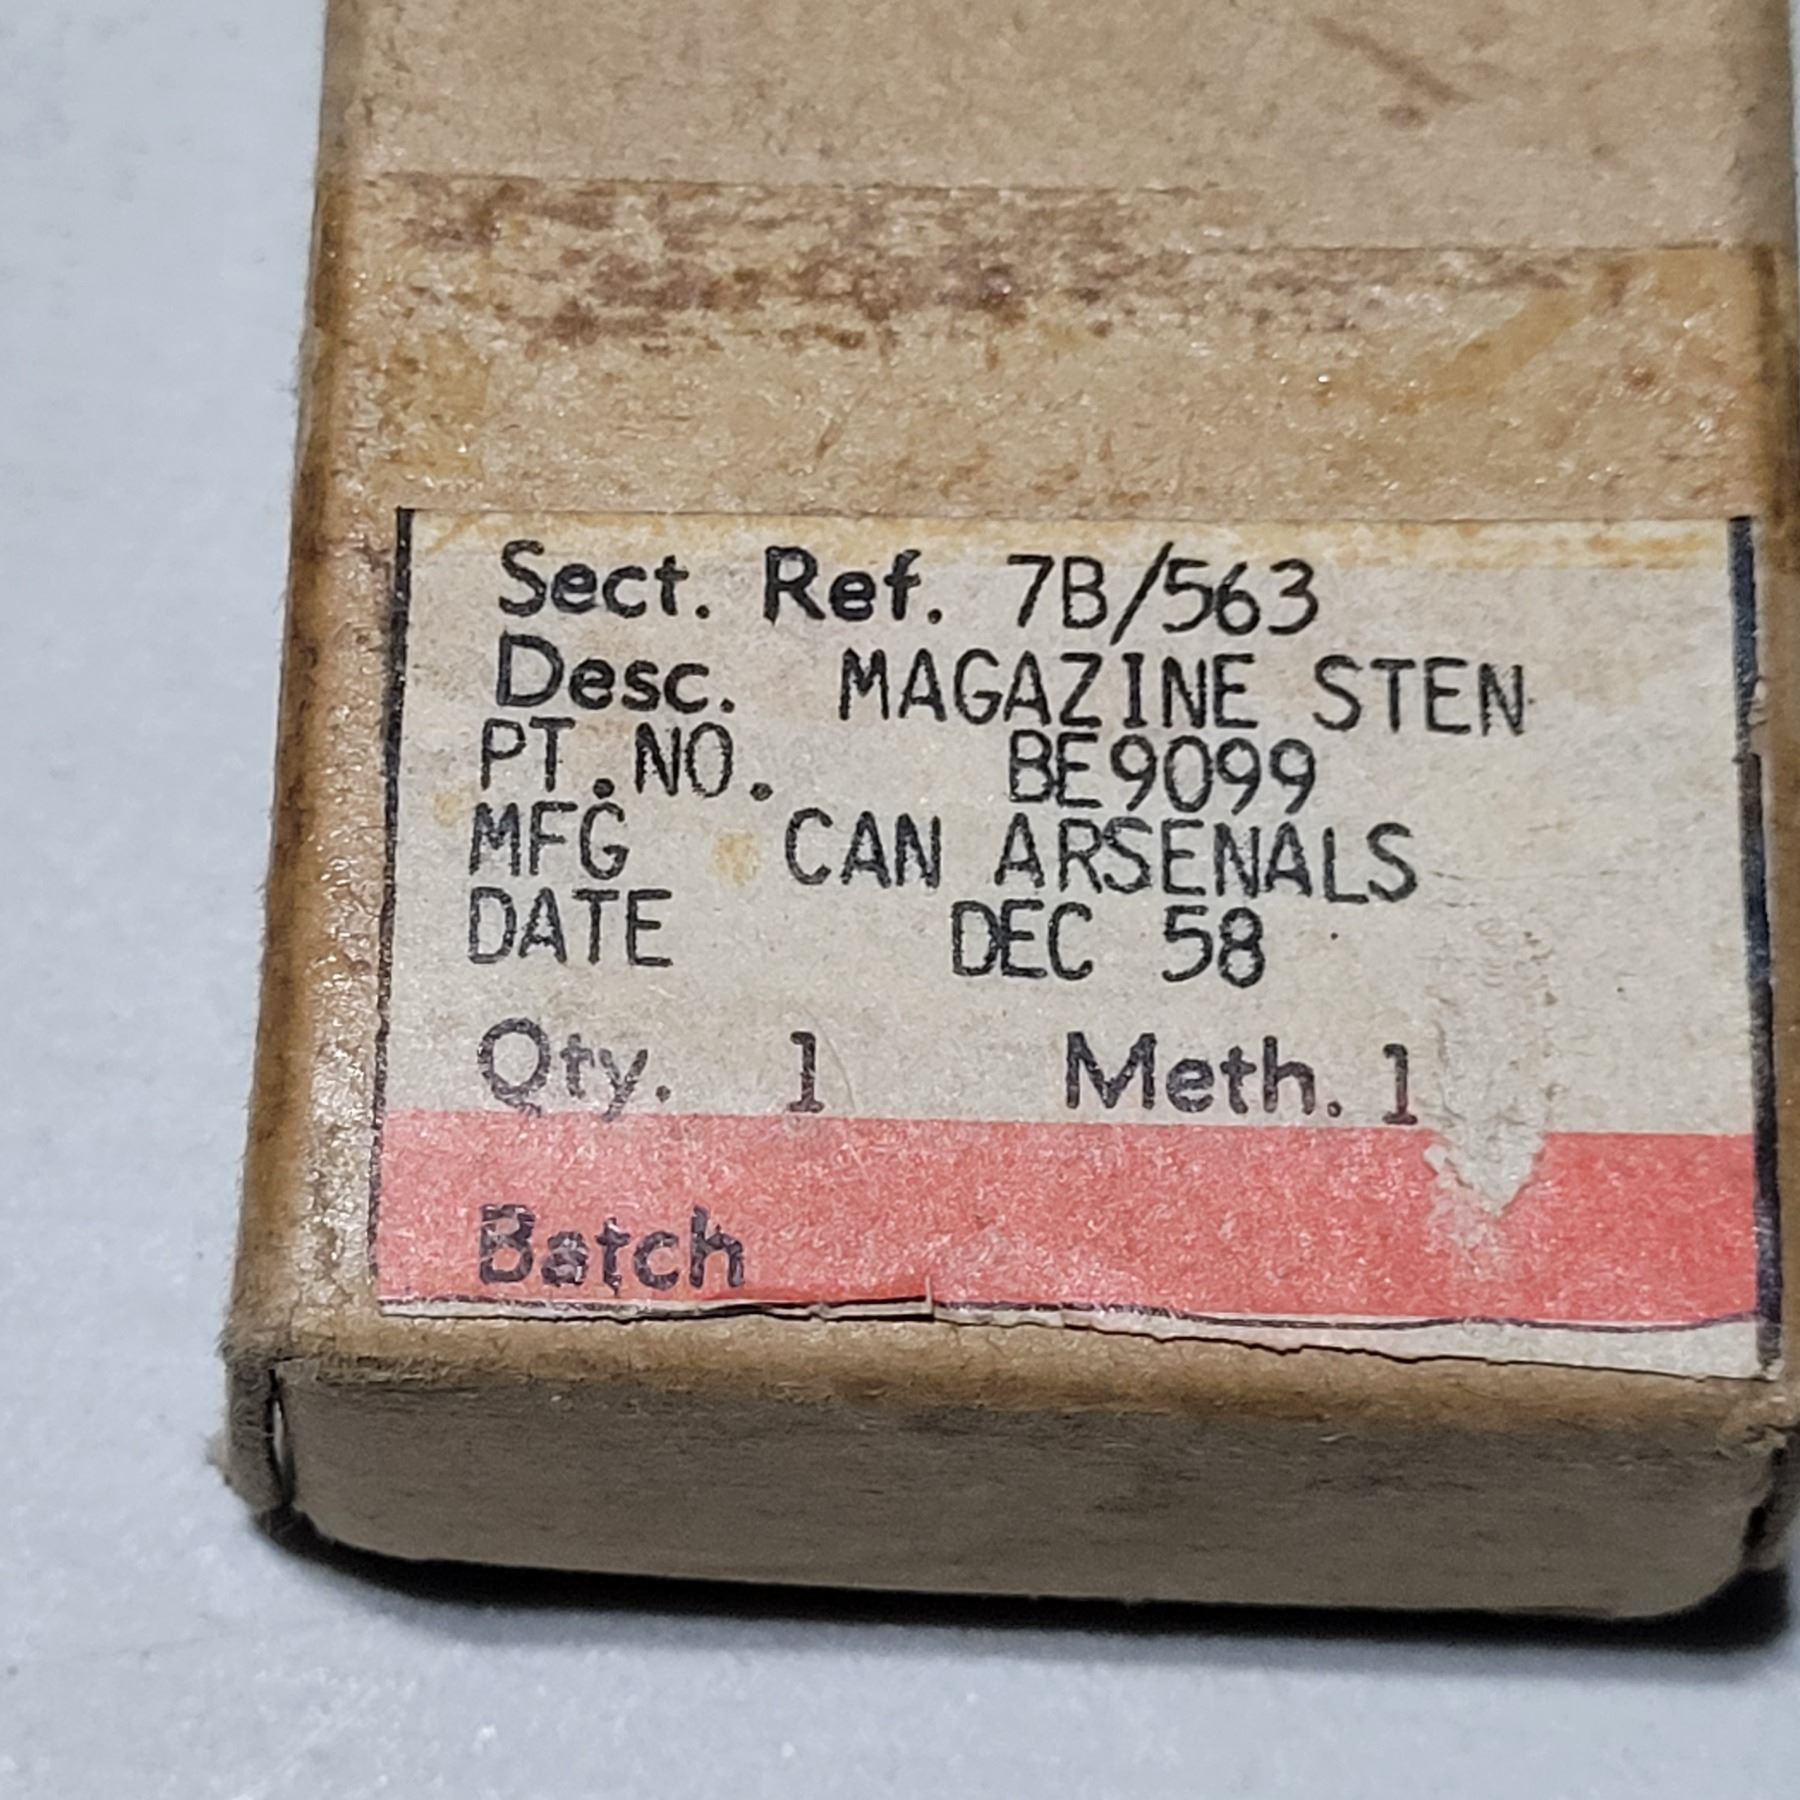 Sect. Ref. 7B/563
Desc. MAGAZINE STEN
PT.NO. BE9099
MFG CAN ARSENALS
DATE DEC 58
Qty. 1 Meth. 1
Batch